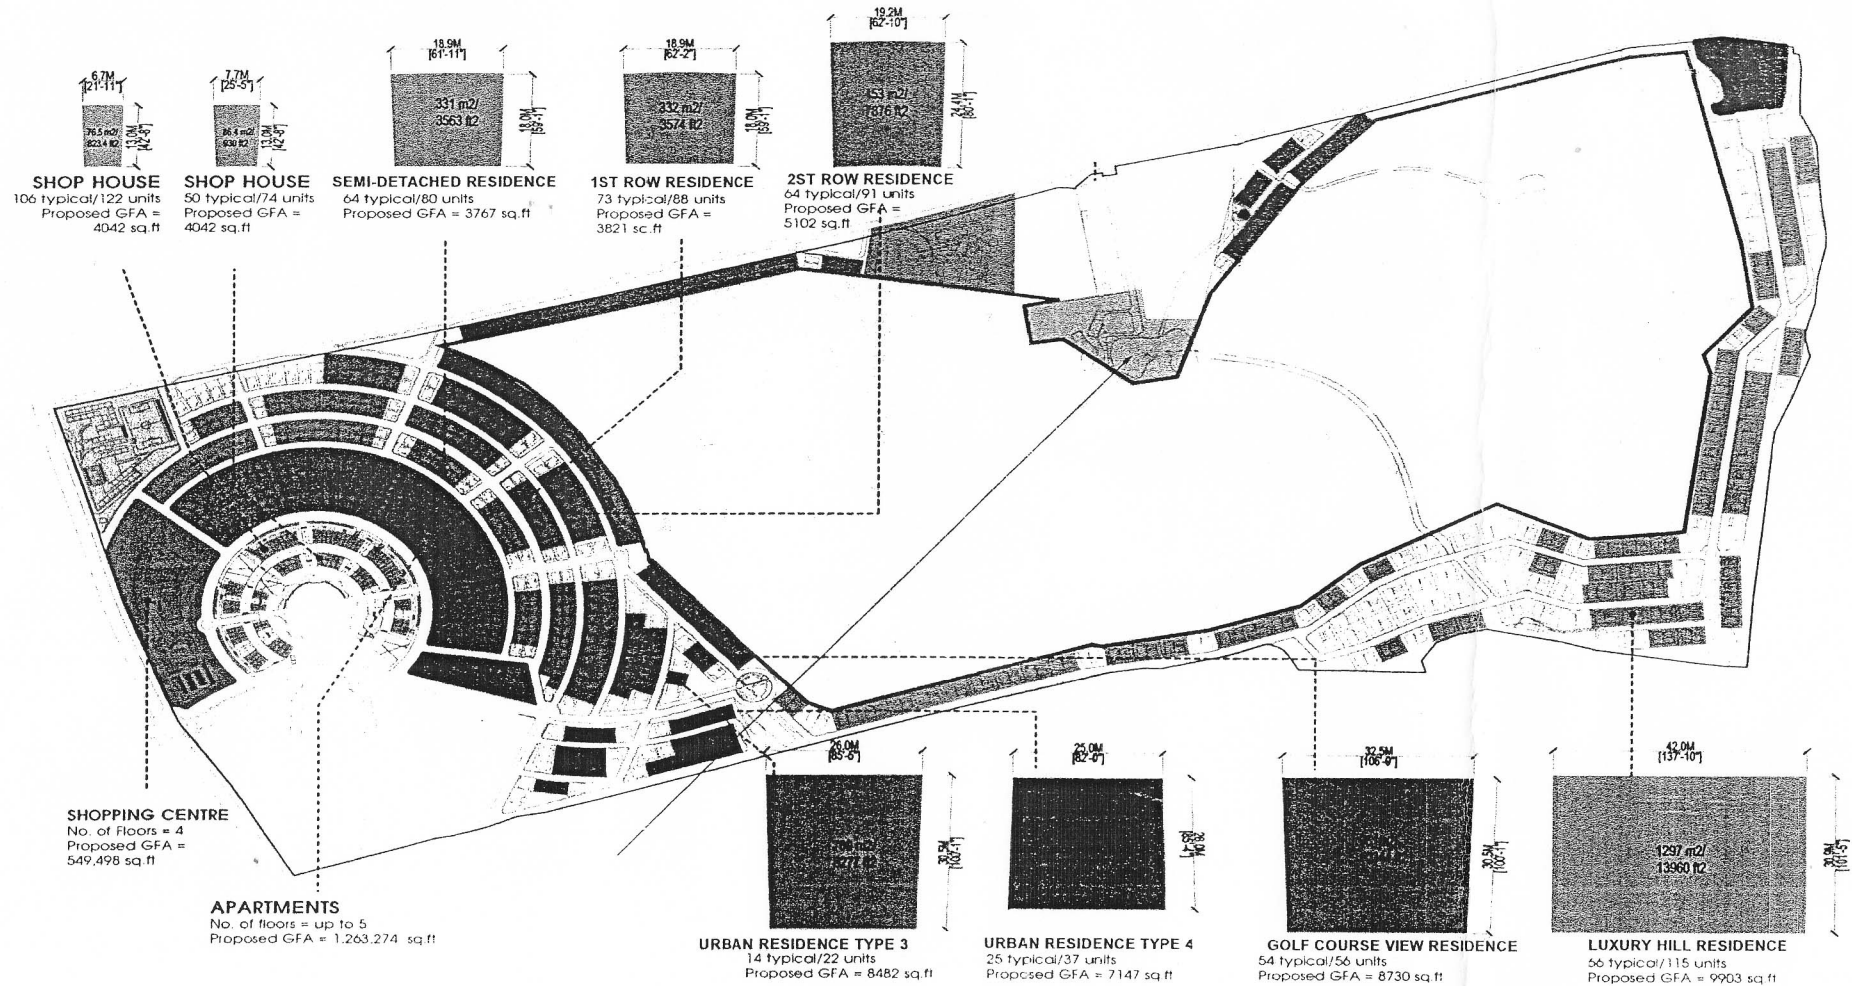 6.7M
[21'-11"]
13.0M
[42'-8"]
76.5 m2/
823.4 ft2
SHOP HOUSE
106 typical/122 units
Proposed GFA =
4042 sq.ft
7.7M
[25'-5"]
13.0M
[42'-8"]
86.4 m2/
930 ft2
SHOP HOUSE
50 typical/74 units
Proposed GFA =
4042 sq.ft
18.9M
[61'-11"]
18.0M
[59'-1"]
331 m2/
3563 ft2
SEMI-DETACHED RESIDENCE
64 typical/80 units
Proposed GFA = 3767 sq.ft
18.9M
[62'-2"]
18.0M
[59'-1"]
332 m2/
3574 ft2
1ST ROW RESIDENCE
73 typical/88 units
Proposed GFA =
3821 sc.ft
19.2M
[62'-10"]
24.4M
[80'-1"]
453 m2/
7876 ft2
2ST ROW RESIDENCE
64 typical/91 units
Proposed GFA =
5102 sq.ft
SHOPPING CENTRE
No. of Floors = 4
Proposed GFA =
549,498 sq.ft
APARTMENTS
No. of floors = up to 5
Proposed GFA = 1.263.274 sq.ft
26.0M
[85'-6"]
30.5M
[100'-1"]
8277 ft2
URBAN RESIDENCE TYPE 3
14 typical/22 units
Proposed GFA = 8482 sq.ft
25.0M
[82'-0"]
URBAN RESIDENCE TYPE 4
25 typical/37 units
Proposed GFA = 7147 sq.ft
32.5M
[106'-9"]
30.5M
[100'-1"]
GOLF COURSE VIEW RESIDENCE
54 typical/56 units
Proposed GFA = 8730 sq.ft
42.0M
[137'-10"]
30.9M
[101'-5"]
1297 m2/
13960 ft2
LUXURY HILL RESIDENCE
56 typical/115 units
Proposed GFA = 9903 sq.ft